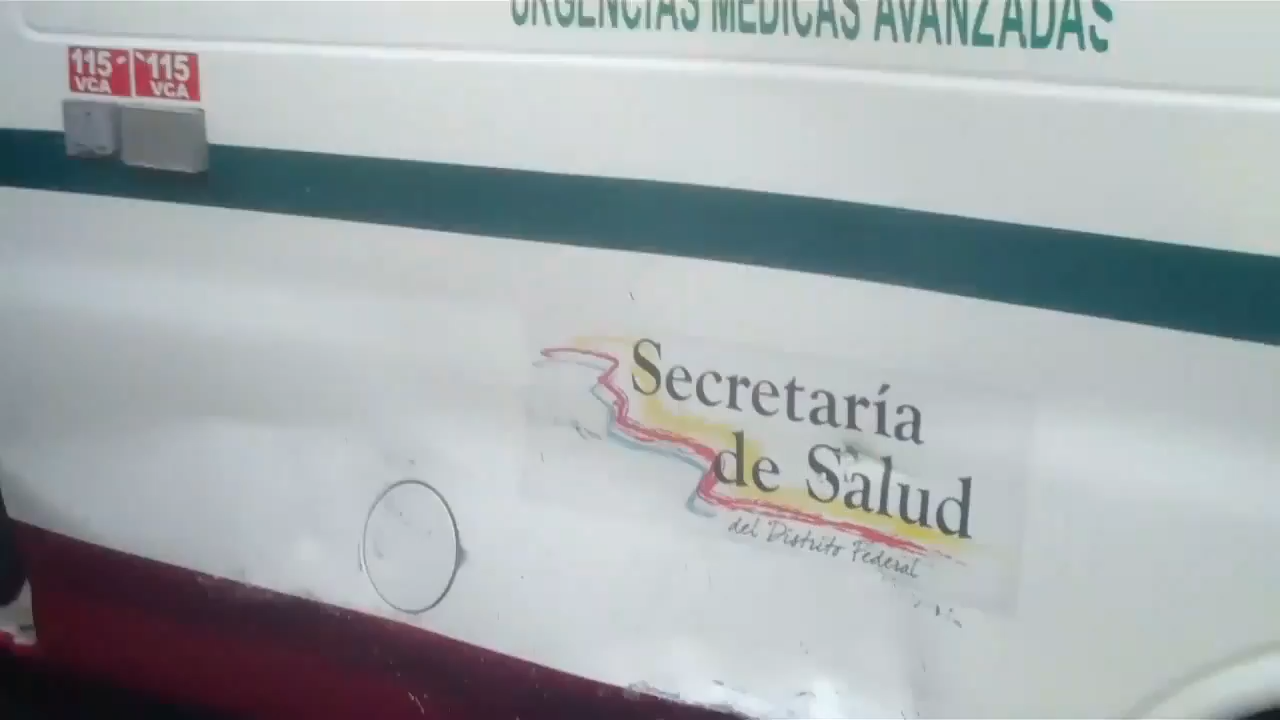 URGENCIAS MEDICAS AVANZADAS
115 115
VCA VCA
Secretaría
de Salud
del Distrito Federal